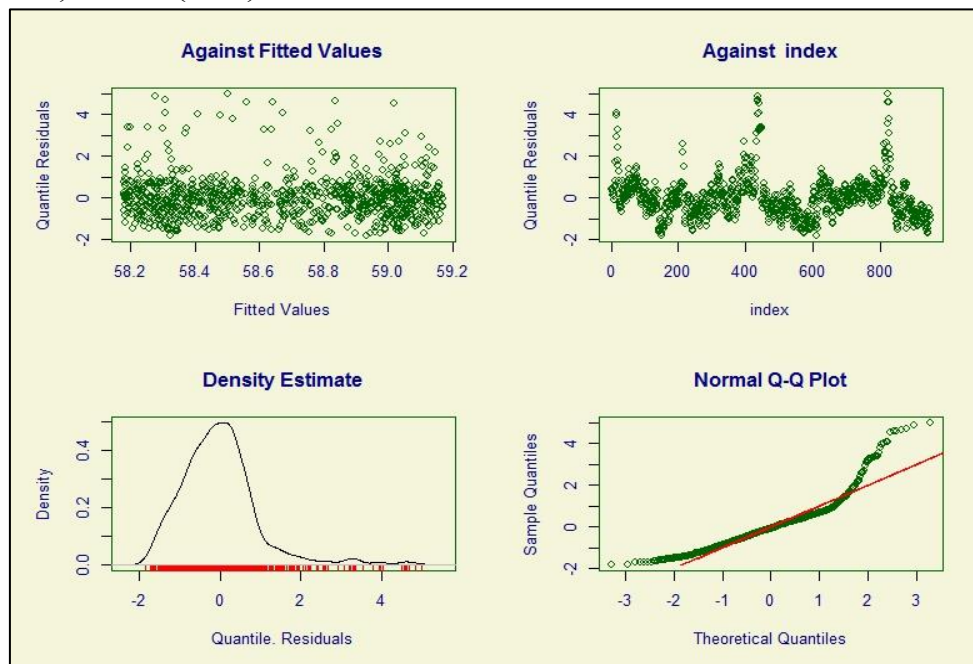 Against Fitted Values
Quantile Residuals
4
2
0
-2
58.2 58.4 58.6 58.8 59.0 59.2
Fitted Values
Against index
Quantile Residuals
4
2
0
-2
0 200 400 600 800
index
Density Estimate
Density
0.4
0.2
0.0
-2 0 2 4
Quantile. Residuals
Normal Q-Q Plot
Sample Quantiles
4
2
0
-2
-3 -2 -1 0 1 2 3
Theoretical Quantiles